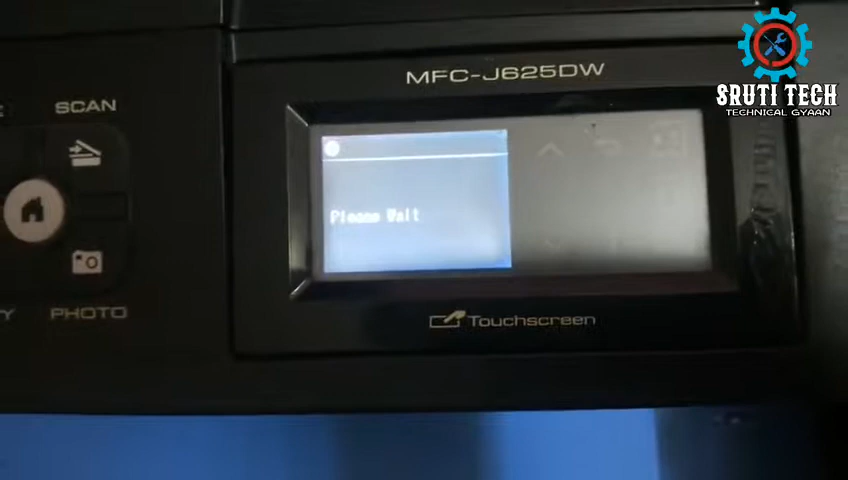 MFC-J625DW
SRUTI TECH
TECHNICAL GYAAN
SCAN
Please Wait
PHOTO
Touchscreen